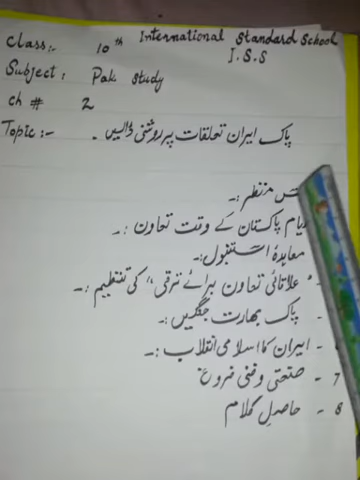 International Standard School
Class:- 10th I.S.S
Subject: Pak Study
Ch # 2
Topic:- پاک ایران تعلقات پر روشنی ڈالیں ۔
منظر :-
قیام پاکستان کے وقت تعاون :-
معاہدہ استنبول:-
"علاقائی تعاون برائے ترقی" کی تنظیم :-
- پاک بھارت جنگیں :-
- ایران کا اسلامی انقلاب :-
7 - صنعتی و فنی فروغ
8 - حاصل کلام